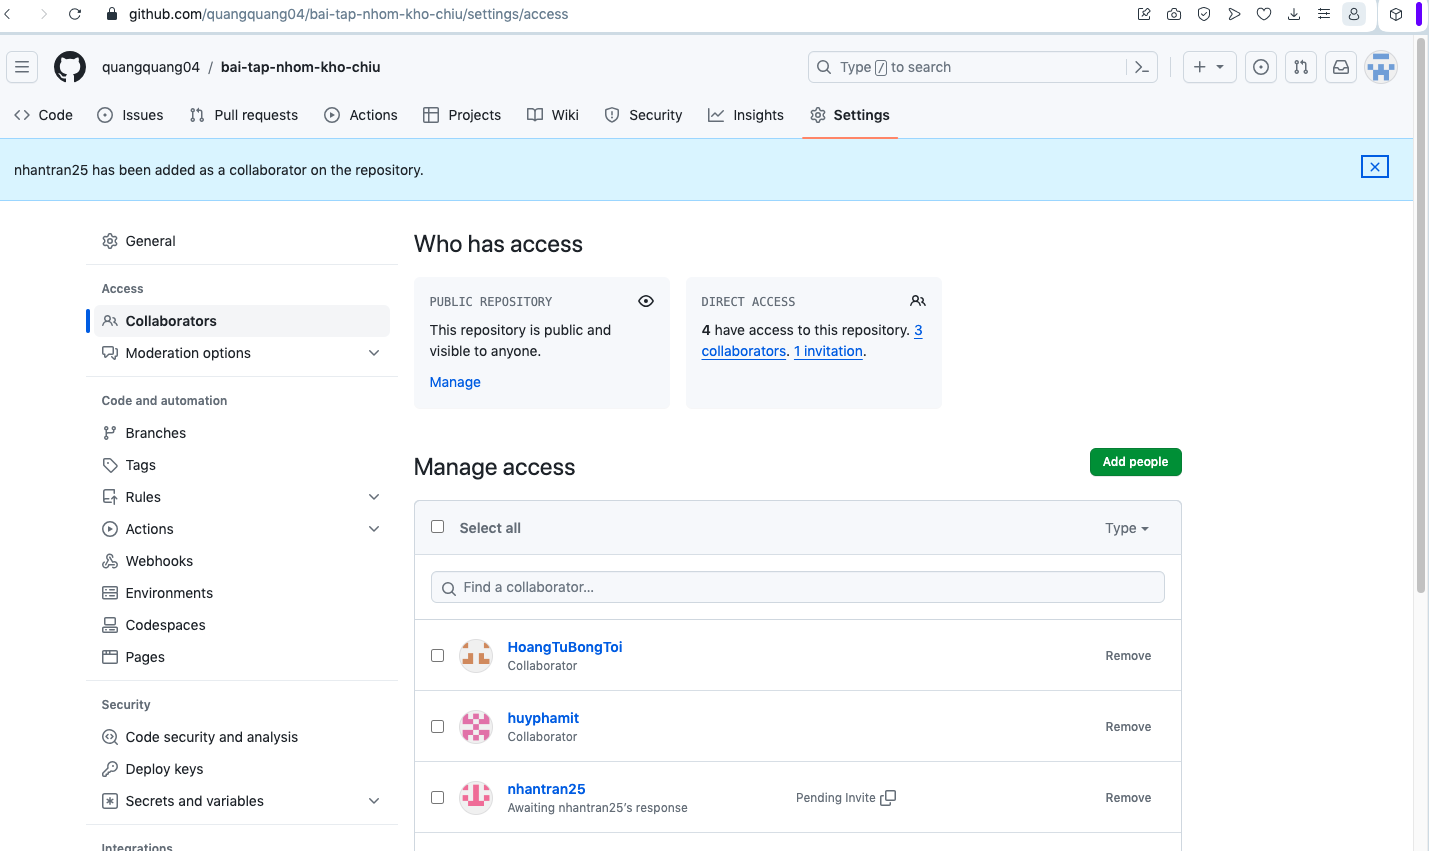 github.com/quangquang04/bai-tap-nhom-kho-chiu/settings/access
quangquang04 / bai-tap-nhom-kho-chiu
Type / to search
Code Issues Pull requests Actions Projects Wiki Security Insights Settings
nhantran25 has been added as a collaborator on the repository.
General
Access
Collaborators
Moderation options
Code and automation
Branches
Tags
Rules
Actions
Webhooks
Environments
Codespaces
Pages
Security
Code security and analysis
Deploy keys
Secrets and variables
Integrations
Who has access
PUBLIC REPOSITORY
This repository is public and
visible to anyone.
Manage
DIRECT ACCESS
4 have access to this repository. 3
collaborators. 1 invitation.
Manage access
Add people
Select all
Type
Find a collaborator...
HoangTuBongToi
Collaborator
Remove
huyphamit
Collaborator
Remove
nhantran25
Awaiting nhantran25's response
Pending Invite
Remove